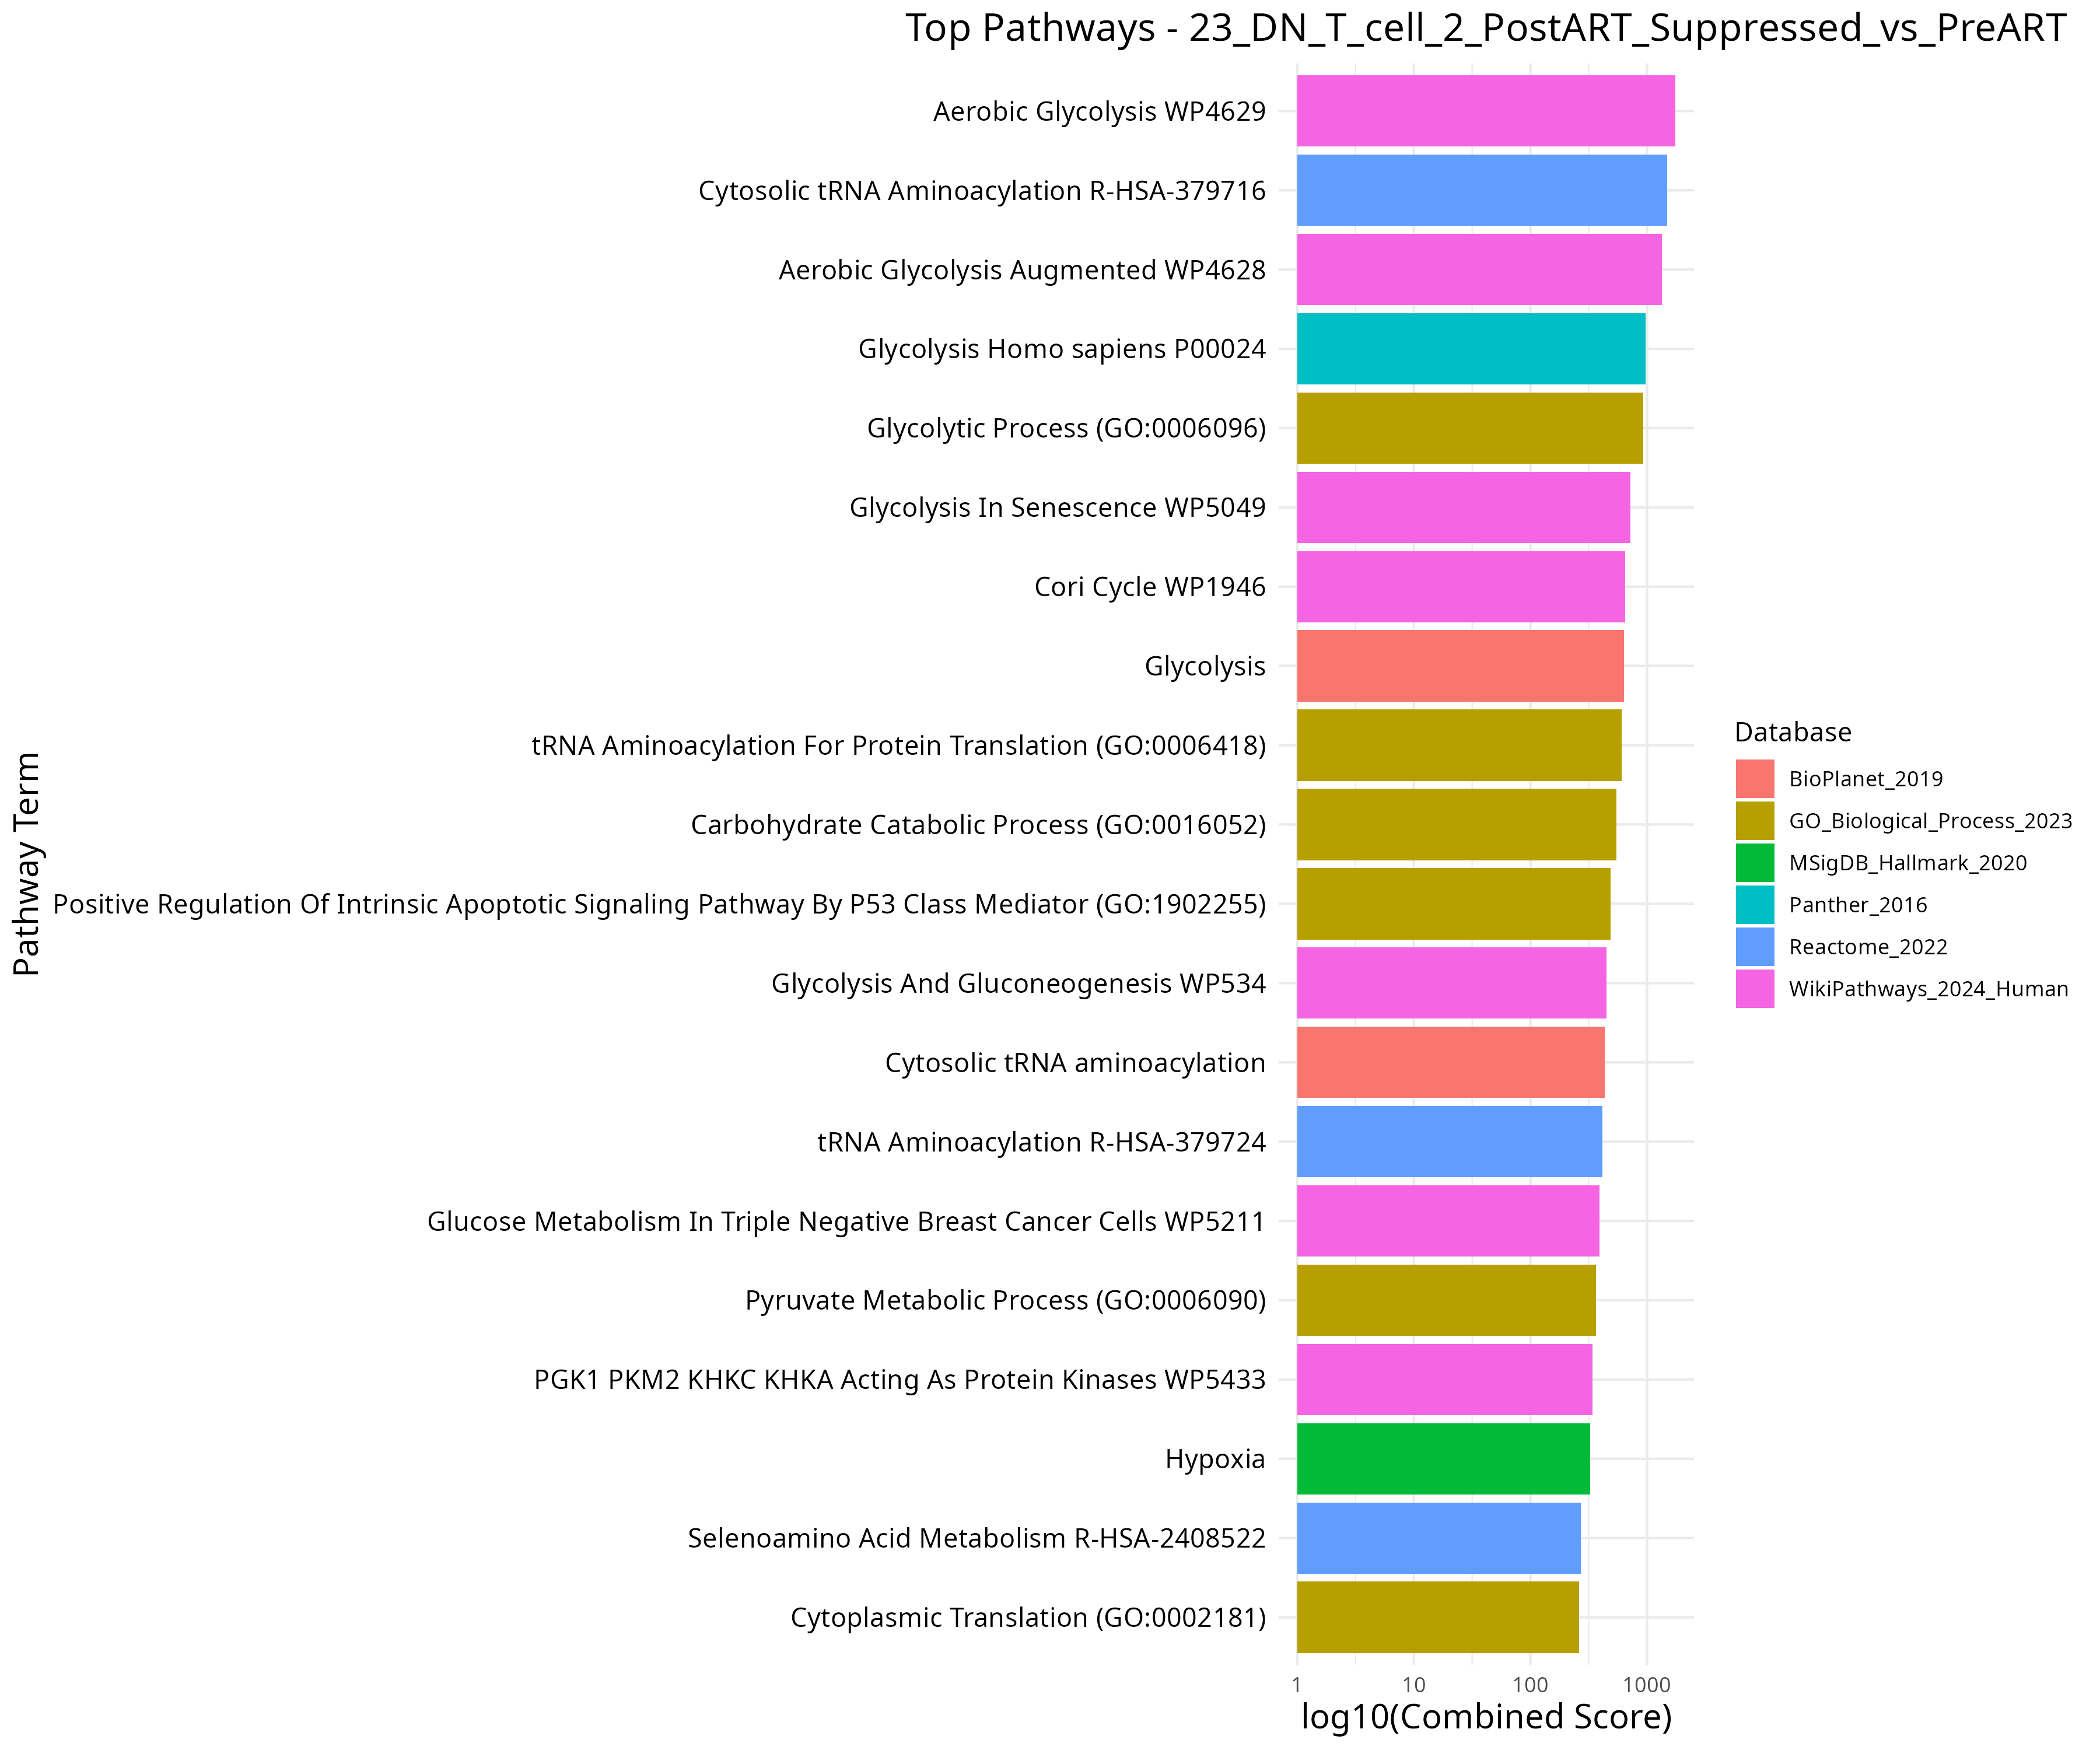 Top Pathways - 23_DN_T_cell_2_PostART_Suppressed_vs_PreART
Pathway Term
Aerobic Glycolysis WP4629
Cytosolic tRNA Aminoacylation R-HSA-379716
Aerobic Glycolysis Augmented WP4628
Glycolysis Homo sapiens P00024
Glycolytic Process (GO:0006096)
Glycolysis In Senescence WP5049
Cori Cycle WP1946
Glycolysis
tRNA Aminoacylation For Protein Translation (GO:0006418)
Carbohydrate Catabolic Process (GO:0016052)
Positive Regulation Of Intrinsic Apoptotic Signaling Pathway By P53 Class Mediator (GO:1902255)
Glycolysis And Gluconeogenesis WP534
Cytosolic tRNA aminoacylation
tRNA Aminoacylation R-HSA-379724
Glucose Metabolism In Triple Negative Breast Cancer Cells WP5211
Pyruvate Metabolic Process (GO:0006090)
PGK1 PKM2 KHKC KHKA Acting As Protein Kinases WP5433
Hypoxia
Selenoamino Acid Metabolism R-HSA-2408522
Cytoplasmic Translation (GO:0002181)
1 10 100 1000
log10(Combined Score)
Database
BioPlanet_2019
GO_Biological_Process_2023
MSigDB_Hallmark_2020
Panther_2016
Reactome_2022
WikiPathways_2024_Human